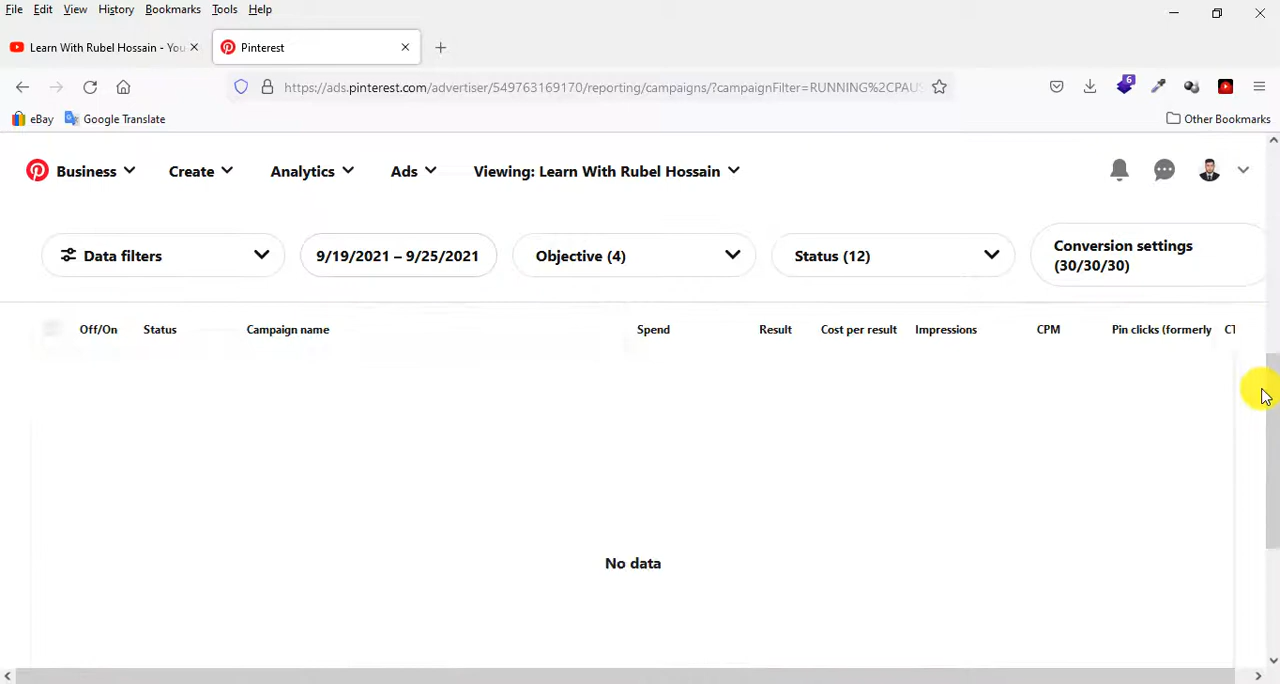 File Edit View History Bookmarks Tools Help
Learn With Rubel Hossain - You
Pinterest
https://ads.pinterest.com/advertiser/549763169170/reporting/campaigns/?campaignFilter=RUNNING%2CPAUS
6
eBay
Google Translate
Other Bookmarks
Business Create Analytics Ads Viewing: Learn With Rubel Hossain
Data filters
9/19/2021 – 9/25/2021
Objective (4)
Status (12)
Conversion settings
(30/30/30)
Off/On Status Campaign name Spend Result Cost per result Impressions CPM Pin clicks (formerly CT
No data